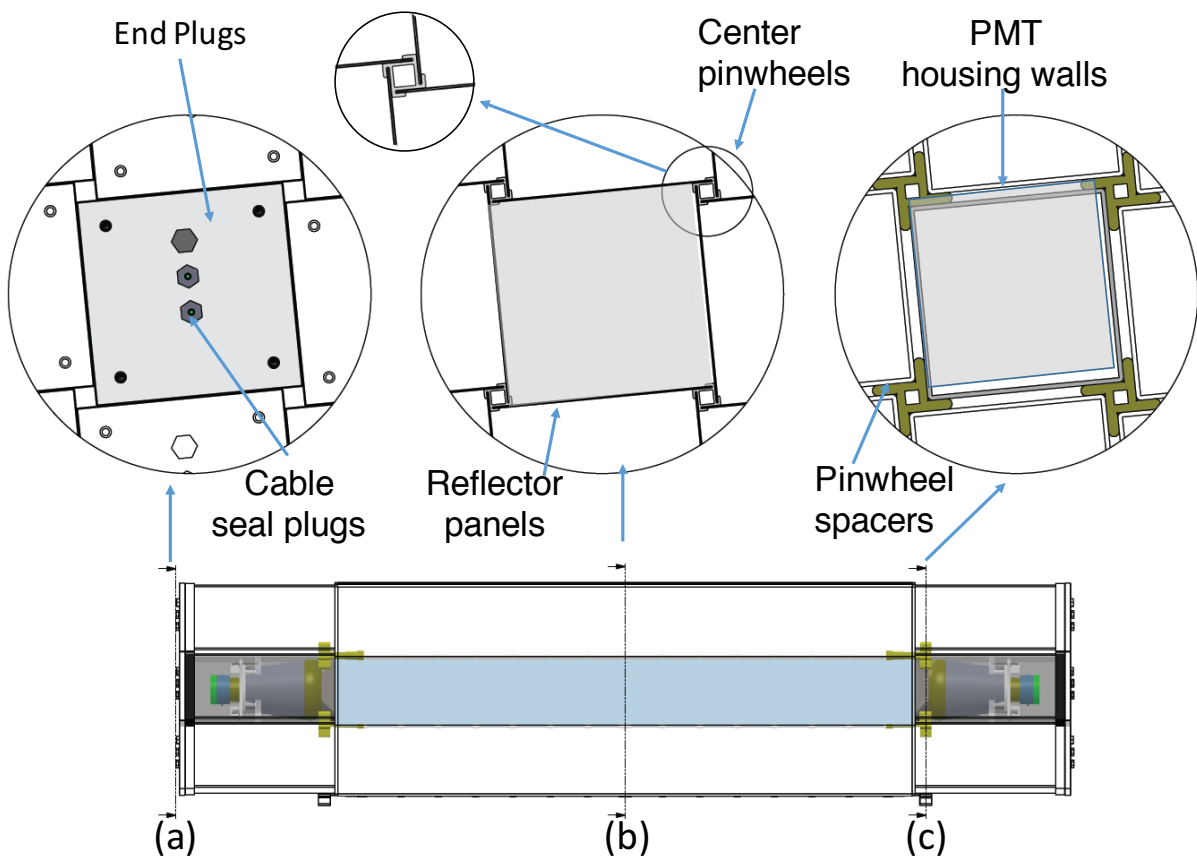 End Plugs
Center
pinwheels
PMT
housing walls
Cable
seal plugs
Reflector
panels
Pinwheel
spacers
(a)
(b)
(c)